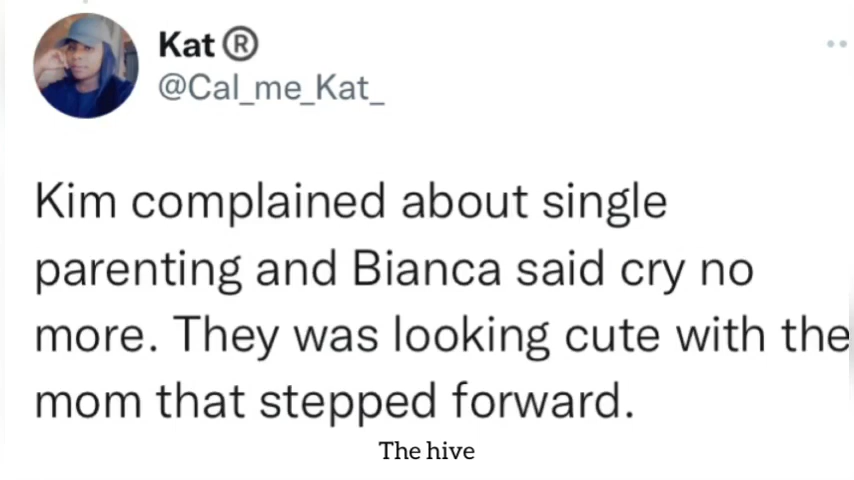 Kat ®
@Cal_me_Kat_
Kim complained about single
parenting and Bianca said cry no
more. They was looking cute with the
mom that stepped forward.
The hive